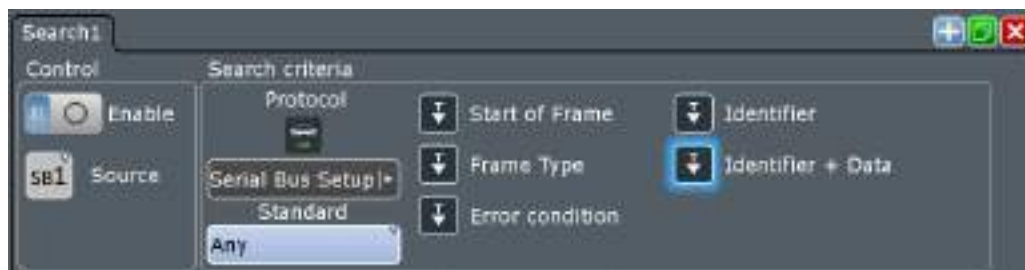 Search1
Control
Search criteria
Enable
Source
SB1
Protocol
Serial Bus Setup
Standard
Any
Start of Frame
Frame Type
Error condition
Identifier
Identifier + Data